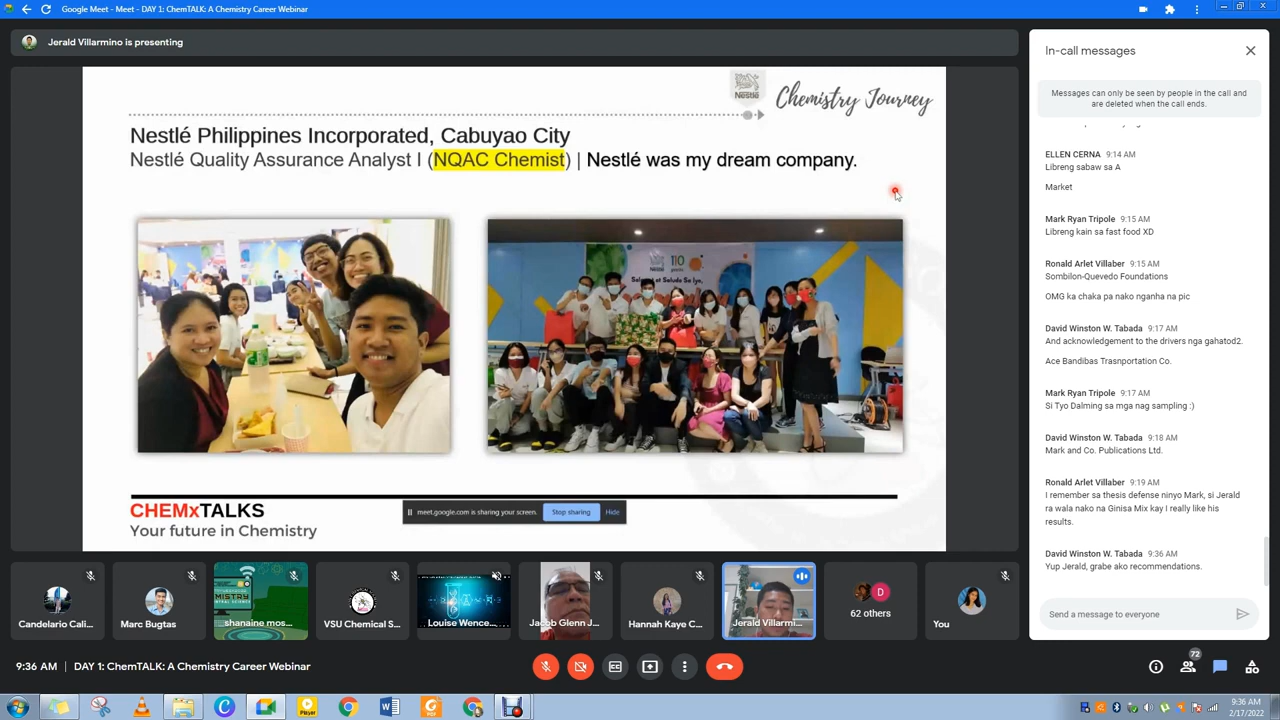 Google Meet - Meet - DAY 1: ChemTALK: A Chemistry Career Webinar
Jerald Villarmino is presenting
Nestlé
Chemistry Journey
Nestlé Philippines Incorporated, Cabuyao City
Nestlé Quality Assurance Analyst I (NQAC Chemist) | Nestlé was my dream company.
110
CHEMxTALKS
Your future in Chemistry
meet.google.com is sharing your screen.
Stop sharing
Hide
Candelario Cali...
Marc Bugtas
shanaine mos...
VSU Chemical S...
Louise Wence...
Jacob Glenn J...
Hannah Kaye C...
Jerald Villarmi...
D
62 others
You
In-call messages
Messages can only be seen by people in the call and
are deleted when the call ends.
ELLEN CERNA 9:14 AM
Libreng sabaw sa A
Market
Mark Ryan Tripole 9:15 AM
Libreng kain sa fast food XD
Ronald Arlet Villaber 9:15 AM
Sombilon-Quevedo Foundations
OMG ka chaka pa nako nganha na pic
David Winston W. Tabada 9:17 AM
And acknowledgement to the drivers nga gahatod2.
Ace Bandibas Trasnportation Co.
Mark Ryan Tripole 9:17 AM
Si Tyo Dalming sa mga nag sampling :)
David Winston W. Tabada 9:18 AM
Mark and Co. Publications Ltd.
Ronald Arlet Villaber 9:19 AM
I remember sa thesis defense ninyo Mark, si Jerald
ra wala nako na Ginisa Mix kay I really like his
results.
David Winston W. Tabada 9:36 AM
Yup Jerald, grabe ako recommendations.
Send a message to everyone
9:36 AM | DAY 1: ChemTALK: A Chemistry Career Webinar
72
9:36 AM
2/17/2022